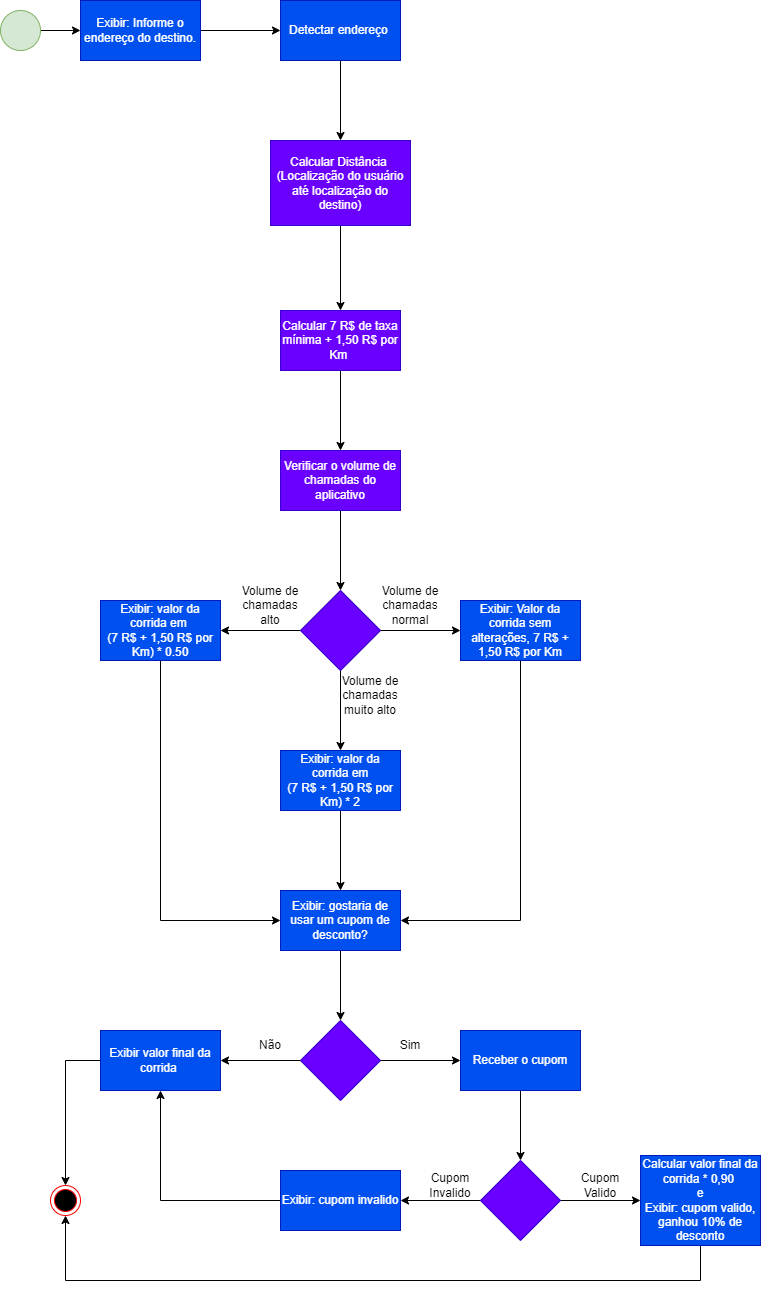 Exibir: Informe o
endereço do destino.
Detectar endereço
Calcular Distância
(Localização do usuário
até localização do
destino)
Calcular 7 R$ de taxa
mínima + 1,50 R$ por
Km
Verificar o volume de
chamadas do
aplicativo
Volume de
chamadas
alto
Volume de
chamadas
normal
Exibir: valor da
corrida em
(7 R$ + 1,50 R$ por
Km) * 0.50
Exibir: Valor da
corrida sem
alterações, 7 R$ +
1,50 R$ por Km
Volume de
chamadas
muito alto
Exibir: valor da
corrida em
(7 R$ + 1,50 R$ por
Km) * 2
Exibir: gostaria de
usar um cupom de
desconto?
Não
Sim
Exibir valor final da
corrida
Receber o cupom
Cupom
Invalido
Cupom
Valido
Exibir: cupom invalido
Calcular valor final da
corrida * 0,90
e
Exibir: cupom valido,
ganhou 10% de
desconto